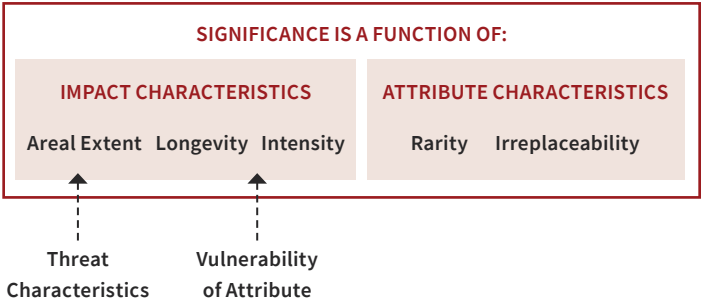 SIGNIFICANCE IS A FUNCTION OF:
IMPACT CHARACTERISTICS
Areal Extent Longevity Intensity
ATTRIBUTE CHARACTERISTICS
Rarity Irreplaceability
Threat
Characteristics
Vulnerability
of Attribute